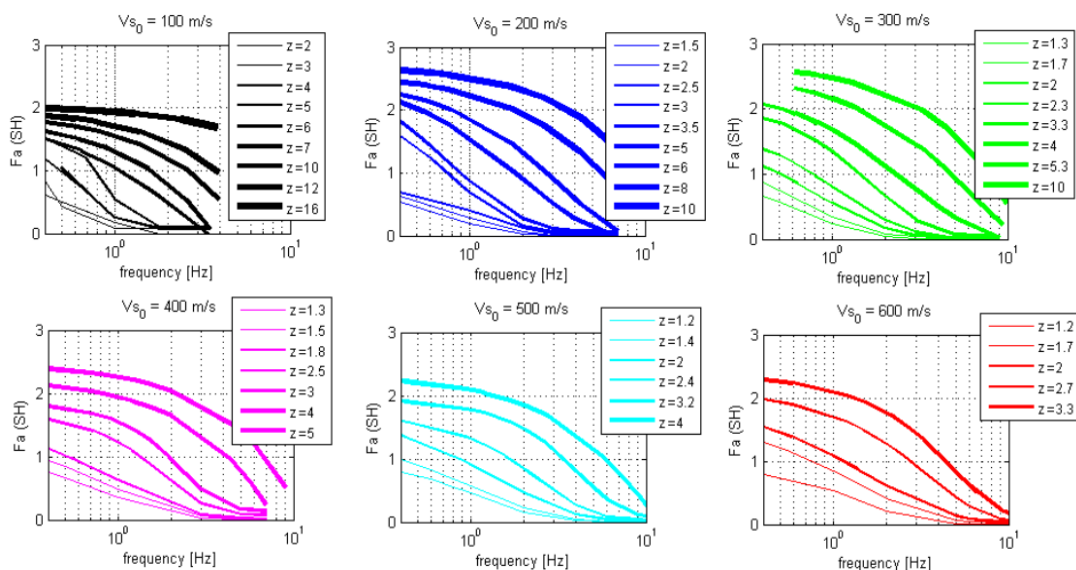 Vs0 = 100 m/s
3
2
1
0
Fa (SH)
10^0
10^1
frequency [Hz]
z=2
z=3
z=4
z=5
z=6
z=7
z=10
z=12
z=16
Vs0 = 200 m/s
3
2
1
0
Fa (SH)
10^0
10^1
frequency [Hz]
z=1.5
z=2
z=2.5
z=3
z=3.5
z=5
z=6
z=8
z=10
Vs0 = 300 m/s
3
2
1
0
Fa (SH)
10^0
10^1
frequency [Hz]
z=1.3
z=1.7
z=2
z=2.3
z=3.3
z=4
z=5.3
z=10
Vs0 = 400 m/s
3
2
1
0
Fa (SH)
10^0
10^1
frequency [Hz]
z=1.3
z=1.5
z=1.8
z=2.5
z=3
z=4
z=5
Vs0 = 500 m/s
3
2
1
0
Fa (SH)
10^0
10^1
frequency [Hz]
z=1.2
z=1.4
z=2
z=2.4
z=3.2
z=4
Vs0 = 600 m/s
3
2
1
0
Fa (SH)
10^0
10^1
frequency [Hz]
z=1.2
z=1.7
z=2
z=2.7
z=3.3